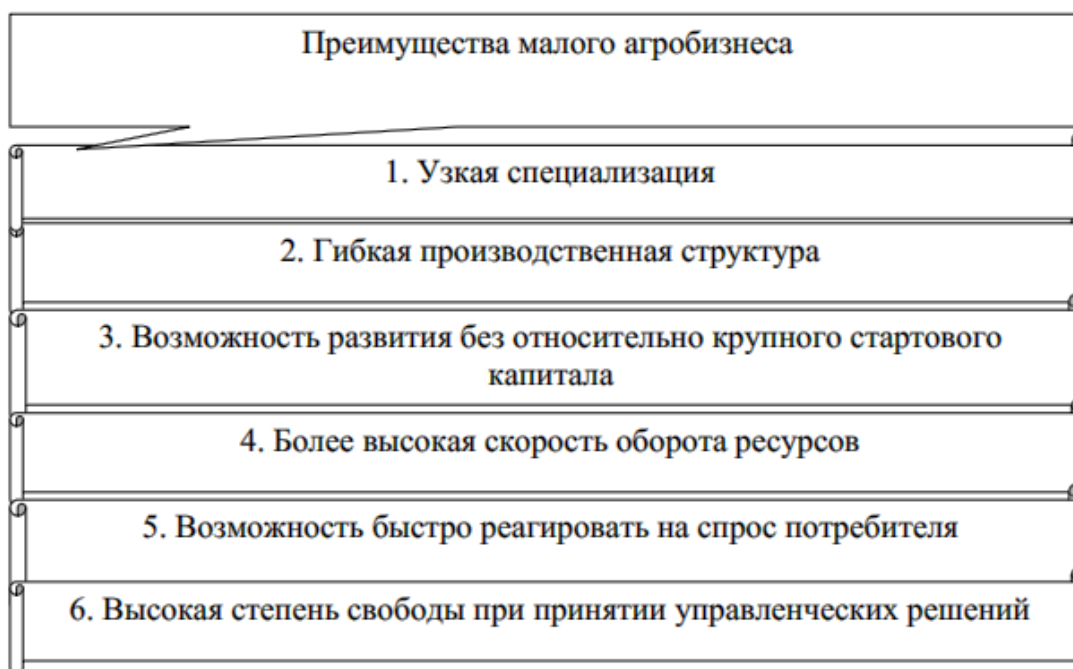 Преимущества малого агробизнеса
1. Узкая специализация
2. Гибкая производственная структура
3. Возможность развития без относительно крупного стартового
капитала
4. Более высокая скорость оборота ресурсов
5. Возможность быстро реагировать на спрос потребителя
6. Высокая степень свободы при принятии управленческих решений